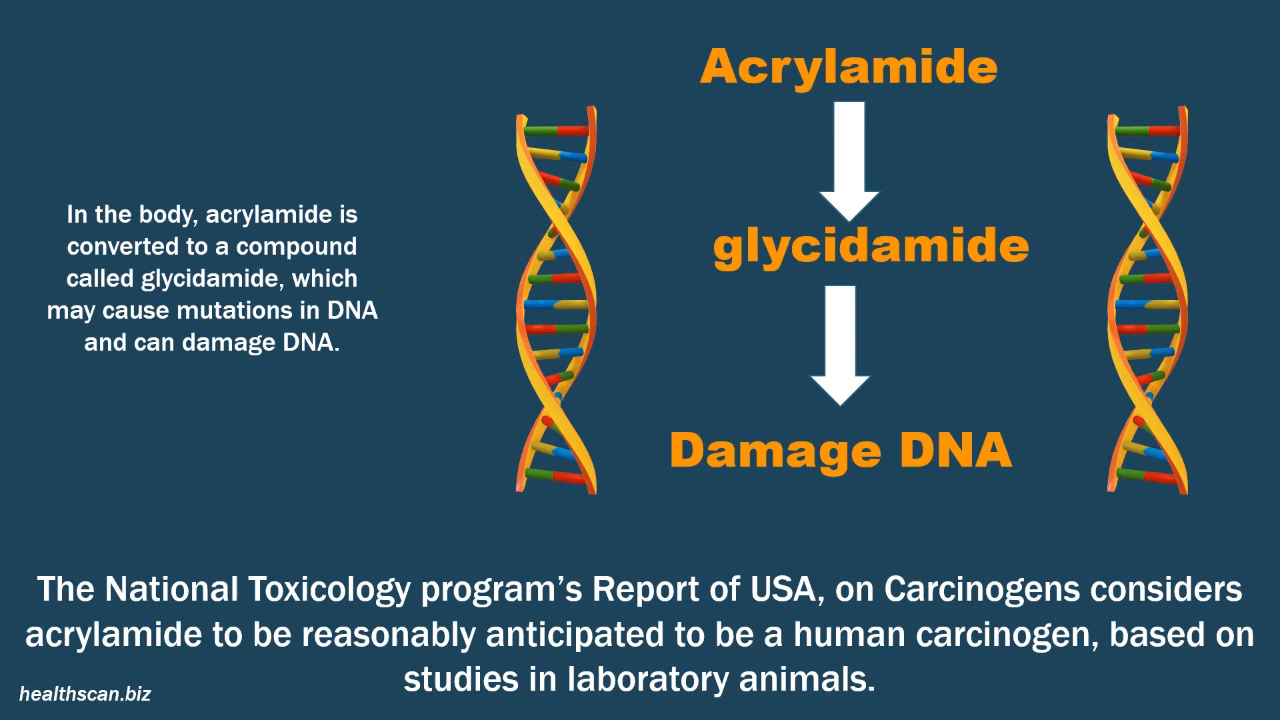 Acrylamide
glycidamide
Damage DNA
In the body, acrylamide is
converted to a compound
called glycidamide, which
may cause mutations in DNA
and can damage DNA.
The National Toxicology program’s Report of USA, on Carcinogens considers
acrylamide to be reasonably anticipated to be a human carcinogen, based on
studies in laboratory animals.
healthscan.biz